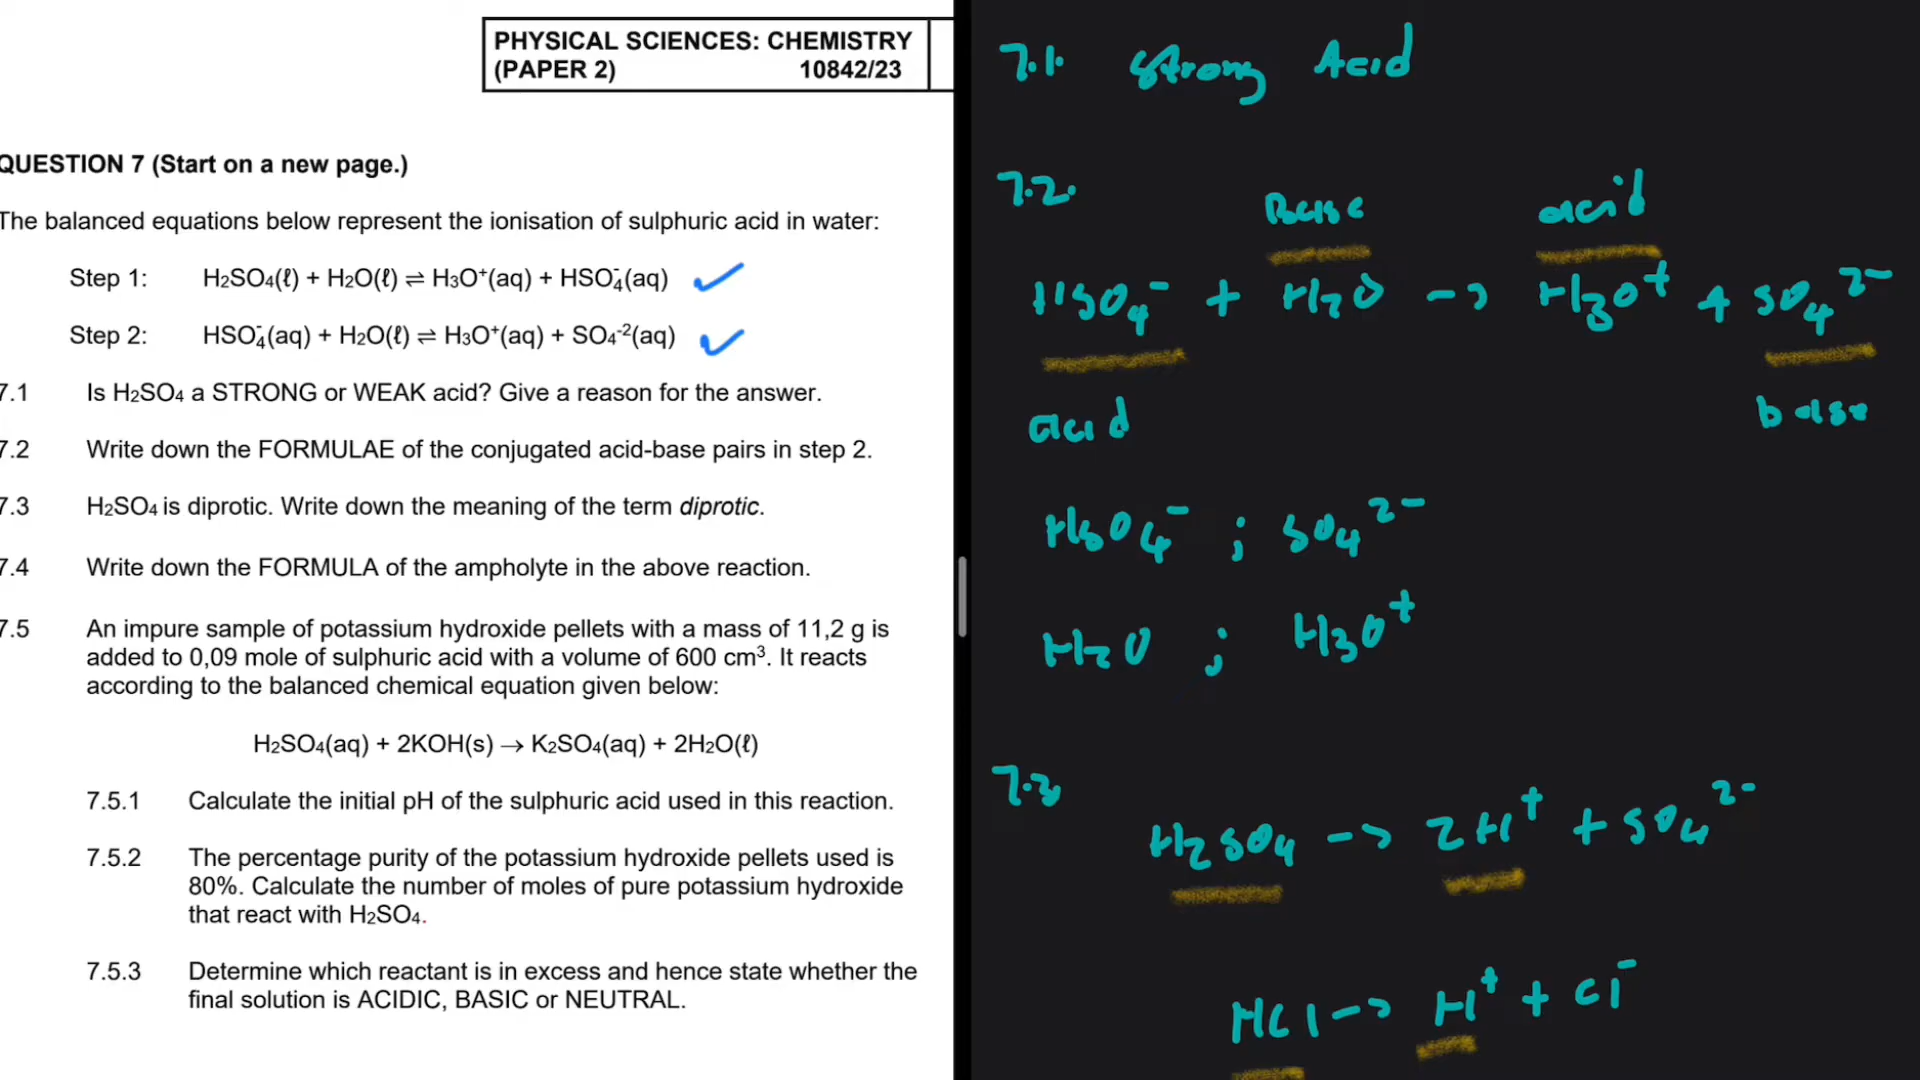 PHYSICAL SCIENCES: CHEMISTRY
(PAPER 2) 10842/23
QUESTION 7 (Start on a new page.)
The balanced equations below represent the ionisation of sulphuric acid in water:
Step 1: H₂SO₄(ℓ) + H₂O(ℓ) ⇌ H₃O⁺(aq) + HSO₄⁻(aq)
Step 2: HSO₄⁻(aq) + H₂O(ℓ) ⇌ H₃O⁺(aq) + SO₄⁻²(aq)
7.1 Is H₂SO₄ a STRONG or WEAK acid? Give a reason for the answer.
7.2 Write down the FORMULAE of the conjugated acid-base pairs in step 2.
7.3 H₂SO₄ is diprotic. Write down the meaning of the term diprotic.
7.4 Write down the FORMULA of the ampholyte in the above reaction.
7.5 An impure sample of potassium hydroxide pellets with a mass of 11,2 g is
added to 0,09 mole of sulphuric acid with a volume of 600 cm³. It reacts
according to the balanced chemical equation given below:
H₂SO₄(aq) + 2KOH(s) → K₂SO₄(aq) + 2H₂O(ℓ)
7.5.1 Calculate the initial pH of the sulphuric acid used in this reaction.
7.5.2 The percentage purity of the potassium hydroxide pellets used is
80%. Calculate the number of moles of pure potassium hydroxide
that react with H₂SO₄.
7.5.3 Determine which reactant is in excess and hence state whether the
final solution is ACIDIC, BASIC or NEUTRAL.
7.1. Strong Acid
7.2.
Base acid
HSO₄⁻ + H₂O → H₃O⁺ + SO₄²⁻
acid base
HSO₄⁻ ; SO₄²⁻
H₂O ; H₃O⁺
7.3
H₂SO₄ → 2H⁺ + SO₄²⁻
HCl → H⁺ + Cl⁻